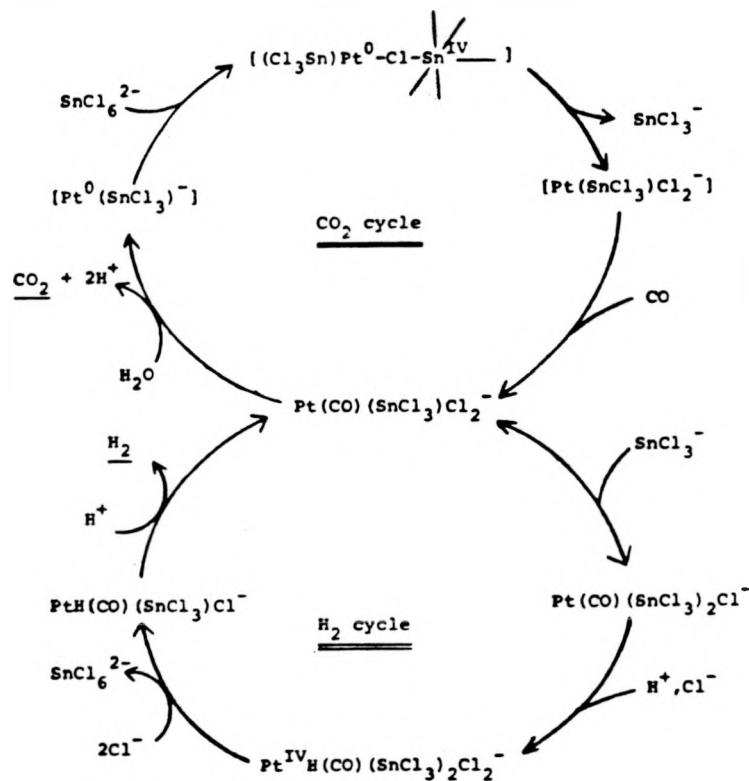 [(Cl₃Sn)Pt⁰-Cl-Snᴵⱽ— ]
SnCl₆²⁻
SnCl₃⁻
[Pt⁰(SnCl₃)⁻]
[Pt(SnCl₃)Cl₂⁻]
CO₂ cycle
CO₂ + 2H⁺
CO
H₂O
Pt(CO)(SnCl₃)Cl₂⁻
H₂
SnCl₃⁻
H⁺
PtH(CO)(SnCl₃)Cl⁻
Pt(CO)(SnCl₃)₂Cl⁻
H₂ cycle
SnCl₆²⁻
H⁺,Cl⁻
2Cl⁻
PtᴵⱽH(CO)(SnCl₃)₂Cl₂⁻